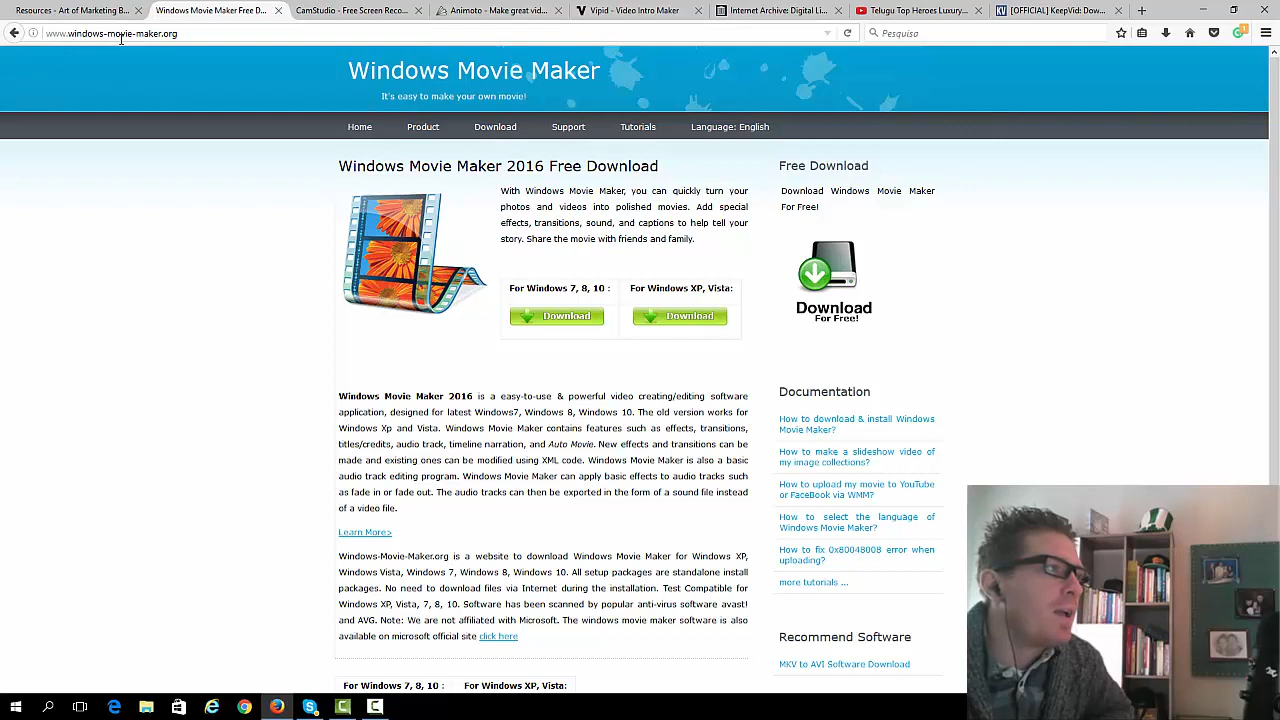 Resources - Art of Marketing B...
Windows Movie Maker Free D...
CamStudio - Free Screen Reco...
Animoto - Make great vid...
Vipid - Video Intro Maker
Internet Archive: Digital Li...
Telugu Top Heroes Luxury...
[OFFICIAL] KeepVid: Dow...
www.windows-movie-maker.org
Pesquisa
Windows Movie Maker
It's easy to make your own movie!
Home
Product
Download
Support
Tutorials
Language: English
Windows Movie Maker 2016 Free Download
With Windows Movie Maker, you can quickly turn your
photos and videos into polished movies. Add special
effects, transitions, sound, and captions to help tell your
story. Share the movie with friends and family.
For Windows 7, 8, 10 :
For Windows XP, Vista:
Download
Download
Windows Movie Maker 2016 is a easy-to-use & powerful video creating/editing software
application, designed for latest Windows7, Windows 8, Windows 10. The old version works for
Windows Xp and Vista. Windows Movie Maker contains features such as effects, transitions,
titles/credits, audio track, timeline narration, and Auto Movie. New effects and transitions can be
made and existing ones can be modified using XML code. Windows Movie Maker is also a basic
audio track editing program. Windows Movie Maker can apply basic effects to audio tracks such
as fade in or fade out. The audio tracks can then be exported in the form of a sound file instead
of a video file.
Learn More>
Windows-Movie-Maker.org is a website to download Windows Movie Maker for Windows XP,
Windows Vista, Windows 7, Windows 8, Windows 10. All setup packages are standalone install
packages. No need to download files via Internet during the installation. Test Compatible for
Windows XP, Vista, 7, 8, 10. Software has been scanned by popular anti-virus software avast!
and AVG. Note: We are not affiliated with Microsoft. The windows movie maker software is also
available on microsoft official site click here
For Windows 7, 8, 10 :
For Windows XP, Vista:
Free Download
Download Windows Movie Maker
For Free!
Download
For Free!
Documentation
How to download & install Windows
Movie Maker?
How to make a slideshow video of
my image collections?
How to upload my movie to YouTube
or FaceBook via WMM?
How to select the language of
Windows Movie Maker?
How to fix 0x80048008 error when
uploading?
more tutorials ...
Recommend Software
MKV to AVI Software Download